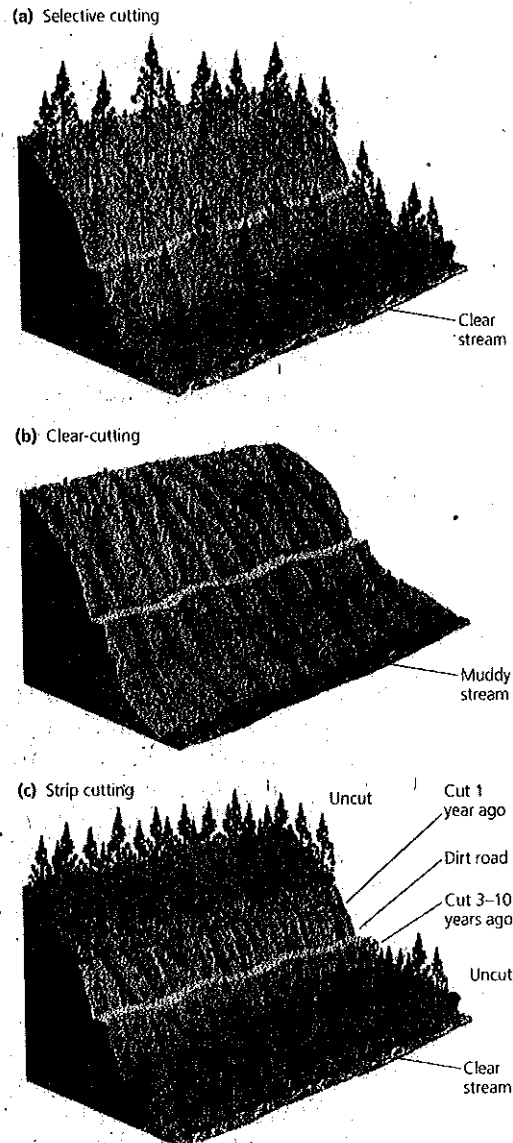 (a) Selective cutting
Clear
stream
(b) Clear-cutting
Muddy
stream
(c) Strip cutting
Uncut
Cut 1
year ago
Dirt road
Cut 3–10
years ago
Uncut
Clear
stream